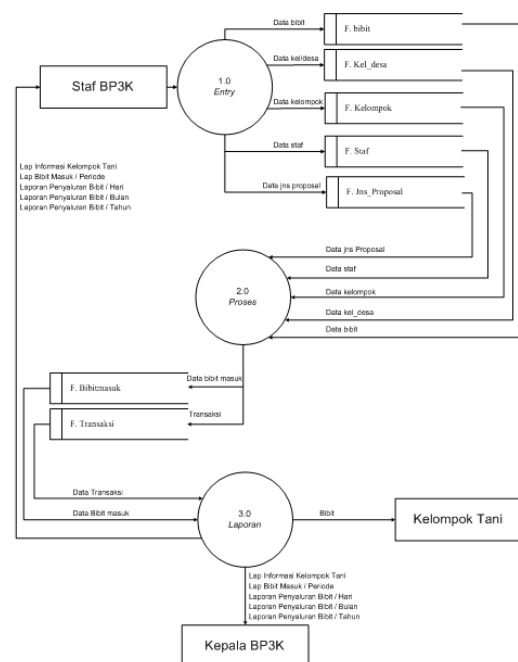 Data bibit
F. bibit
Data kel/desa
F. Kel_desa
Staf BP3K
1.0
Entry
Data kelompok
F. Kelompok
Data staf
F. Staf
Data jns proposal
F. Jns_Proposal
Lap Informasi Kelompok Tani
Lap Bibit Masuk / Periode
Laporan Penyaluran Bibit / Hari
Laporan Penyaluran Bibit / Bulan
Laporan Penyaluran Bibit / Tahun
Data jns Proposal
Data staf
2.0
Proses
Data kelompok
Data kel_desa
Data bibit
Data bibit masuk
F. Bibitmasuk
Transaksi
F. Transaksi
Data Transaksi
Data Bibit masuk
3.0
Laporan
Bibit
Kelompok Tani
Lap Informasi Kelompok Tani
Lap Bibit Masuk / Periode
Laporan Penyaluran Bibit / Hari
Laporan Penyaluran Bibit / Bulan
Laporan Penyaluran Bibit / Tahun
Kepala BP3K